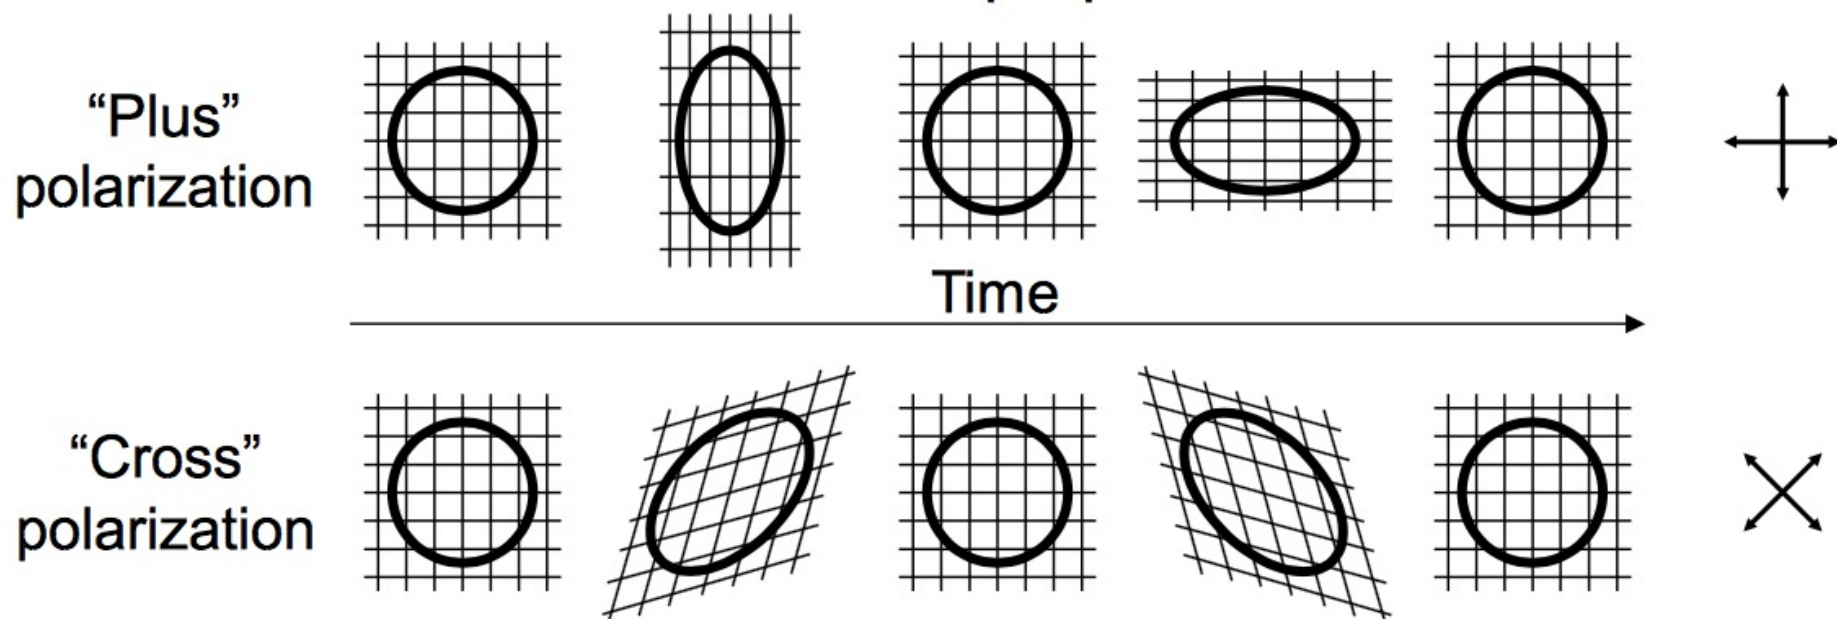 “Plus”
polarization
Time
“Cross”
polarization